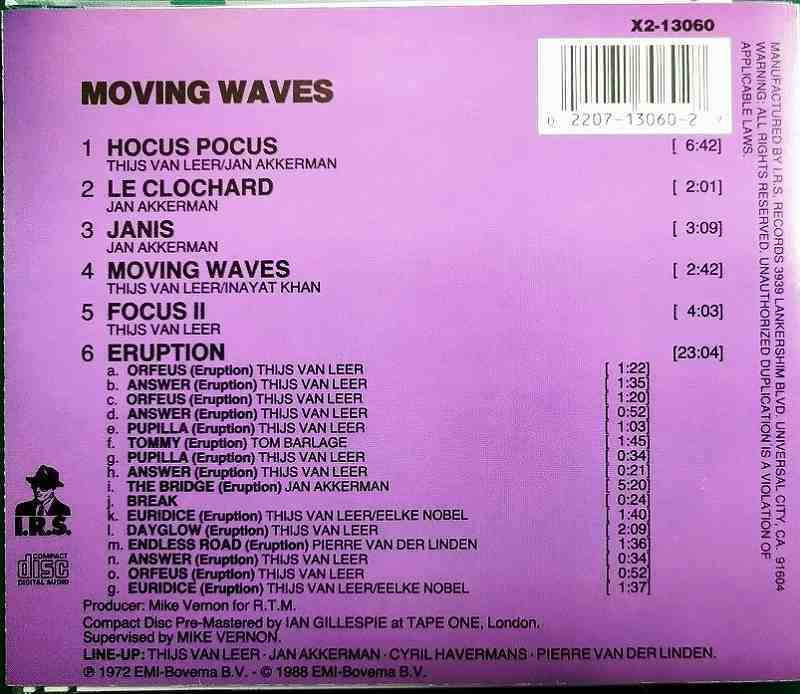 X2-13060
0 2207-13060-2 7
MOVING WAVES
1 HOCUS POCUS [ 6:42]
THIJS VAN LEER/JAN AKKERMAN
2 LE CLOCHARD [ 2:01]
JAN AKKERMAN
3 JANIS [ 3:09]
JAN AKKERMAN
4 MOVING WAVES [ 2:42]
THIJS VAN LEER/INAYAT KHAN
5 FOCUS II [ 4:03]
THIJS VAN LEER
6 ERUPTION [23:04]
a. ORFEUS (Eruption) THIJS VAN LEER [ 1:22]
b. ANSWER (Eruption) THIJS VAN LEER [ 1:35]
c. ORFEUS (Eruption) THIJS VAN LEER [ 1:20]
d. ANSWER (Eruption) THIJS VAN LEER [ 0:52]
e. PUPILLA (Eruption) THIJS VAN LEER [ 1:03]
f. TOMMY (Eruption) TOM BARLAGE [ 1:45]
g. PUPILLA (Eruption) THIJS VAN LEER [ 0:34]
h. ANSWER (Eruption) THIJS VAN LEER [ 0:21]
i. THE BRIDGE (Eruption) JAN AKKERMAN [ 5:20]
j. BREAK [ 0:24]
k. EURIDICE (Eruption) THIJS VAN LEER/EELKE NOBEL [ 1:40]
l. DAYGLOW (Eruption) THIJS VAN LEER [ 2:09]
m. ENDLESS ROAD (Eruption) PIERRE VAN DER LINDEN [ 1:36]
n. ANSWER (Eruption) THIJS VAN LEER [ 0:34]
o. ORFEUS (Eruption) THIJS VAN LEER [ 0:52]
g. EURIDICE (Eruption) THIJS VAN LEER/EELKE NOBEL [ 1:37]
I.R.S.
COMPACT
disc
DIGITAL AUDIO
Producer: Mike Vernon for R.T.M.
Compact Disc Pre-Mastered by IAN GILLESPIE at TAPE ONE, London.
Supervised by MIKE VERNON.
LINE-UP: THIJS VAN LEER · JAN AKKERMAN · CYRIL HAVERMANS · PIERRE VAN DER LINDEN.
℗ 1972 EMI-Bovema B.V. - © 1988 EMI-Bovema B.V.
MANUFACTURED BY I.R.S. RECORDS 3939 LANKERSHIM BLVD. UNIVERSAL CITY, CA. 91604
WARNING: ALL RIGHTS RESERVED. UNAUTHORIZED DUPLICATION IS A VIOLATION OF
APPLICABLE LAWS.